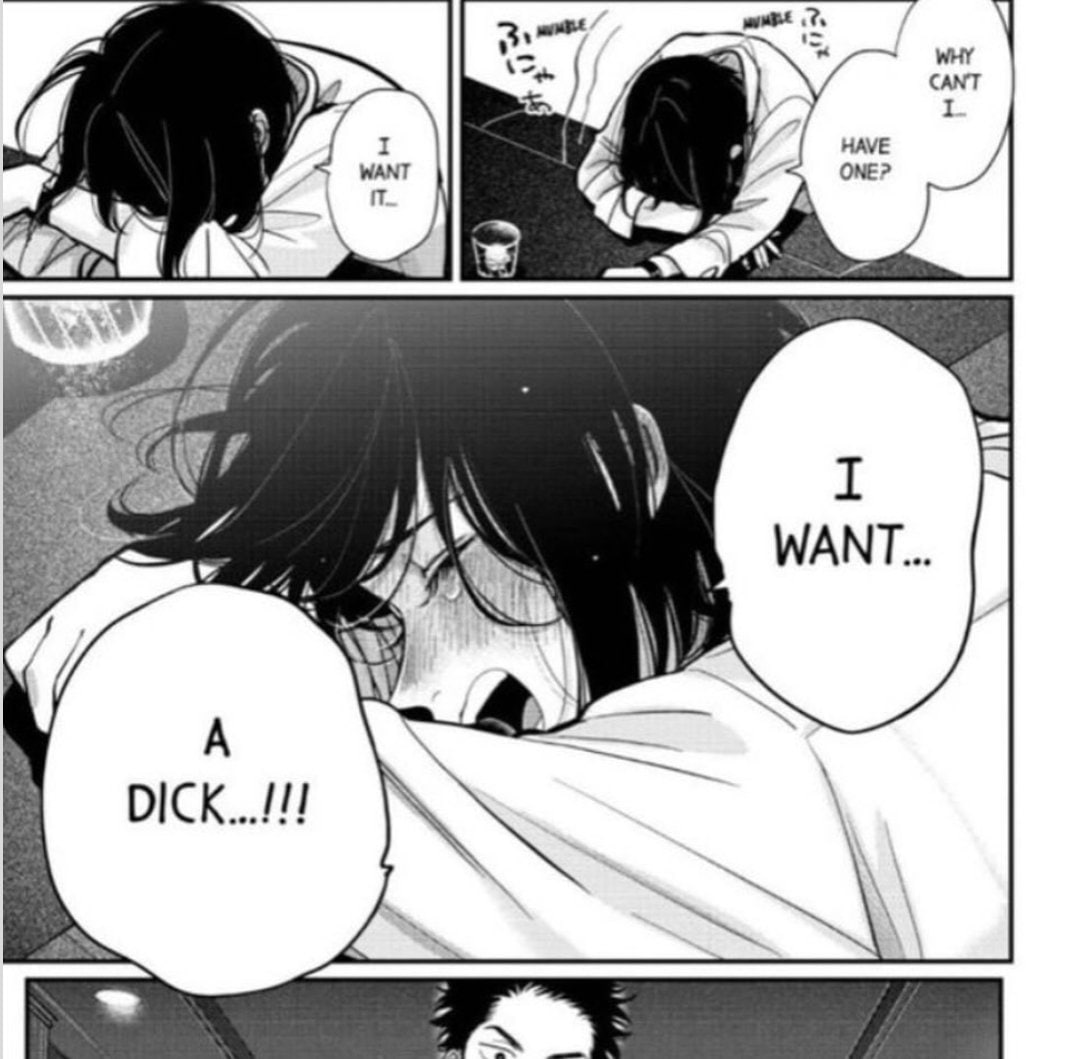 WHY
CAN'T
I...
HAVE
ONE?
MUMBLE
ふにゃ
MUMBLE
ふにゃあ
I
WANT
IT...
I
WANT...
A
DICK...!!!